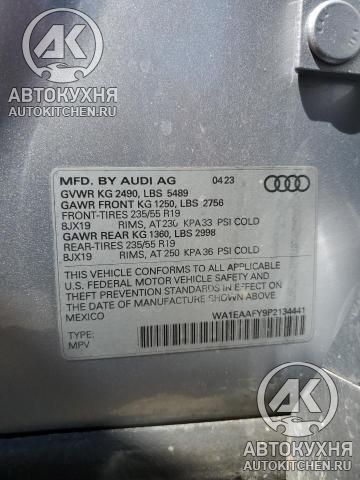 АК
АВТОКУХНЯ
AUTOKITCHEN.RU
MFD. BY AUDI AG 04 23
GVWR KG 2490, LBS 5489
GAWR FRONT KG 1250, LBS 2756
FRONT-TIRES 235/55 R19
8JX19 RIMS, AT 230 KPA 33 PSI COLD
GAWR REAR KG 1360, LBS 2998
REAR-TIRES 235/55 R19
8JX19 RIMS, AT 250 KPA 36 PSI COLD
THIS VEHICLE CONFORMS TO ALL APPLICABLE
U.S. FEDERAL MOTOR VEHICLE SAFETY AND
THEFT PREVENTION STANDARDS IN EFFECT ON
THE DATE OF MANUFACTURE SHOWN ABOVE.
MEXICO
WA1EAAFY9P2134441
TYPE:
MPV
АК
АВТОКУХНЯ
AUTOKITCHEN.RU